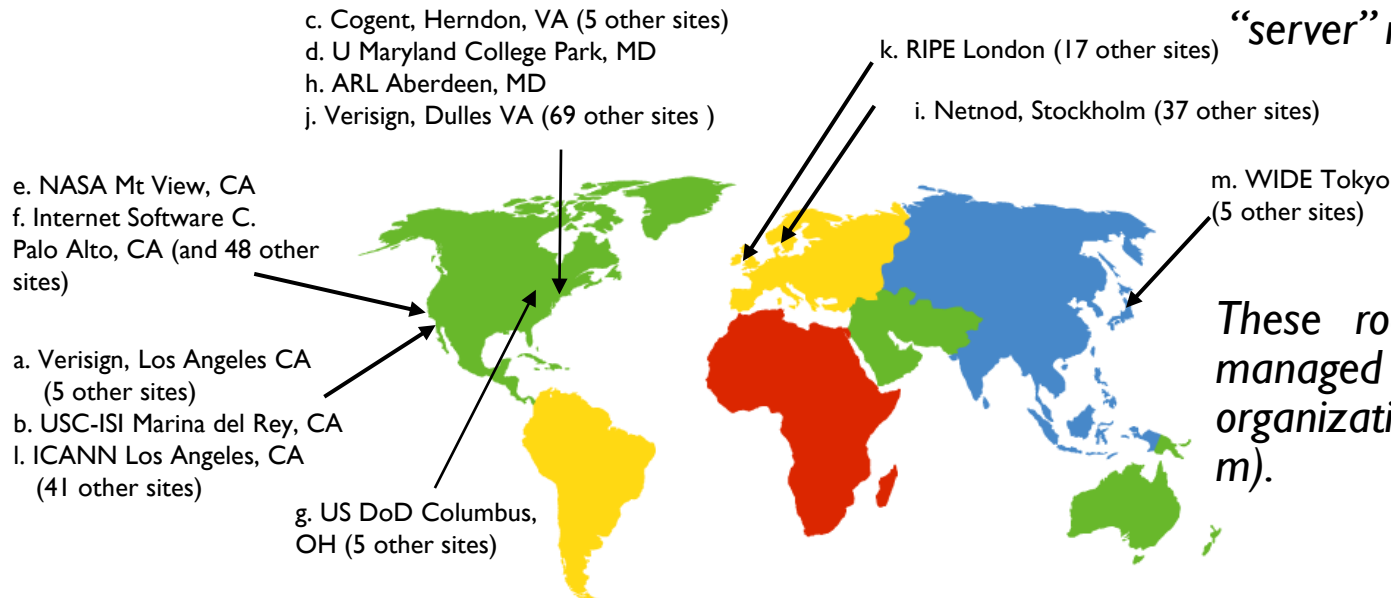 c. Cogent, Herndon, VA (5 other sites)
d. U Maryland College Park, MD
h. ARL Aberdeen, MD
j. Verisign, Dulles VA (69 other sites )
k. RIPE London (17 other sites)
"server"
i. Netnod, Stockholm (37 other sites)
e. NASA Mt View, CA
f. Internet Software C.
Palo Alto, CA (and 48 other
sites)
m. WIDE Tokyo
(5 other sites)
a. Verisign, Los Angeles CA
(5 other sites)
b. USC-ISI Marina del Rey, CA
l. ICANN Los Angeles, CA
(41 other sites)
g. US DoD Columbus,
OH (5 other sites)
These
managed
m).